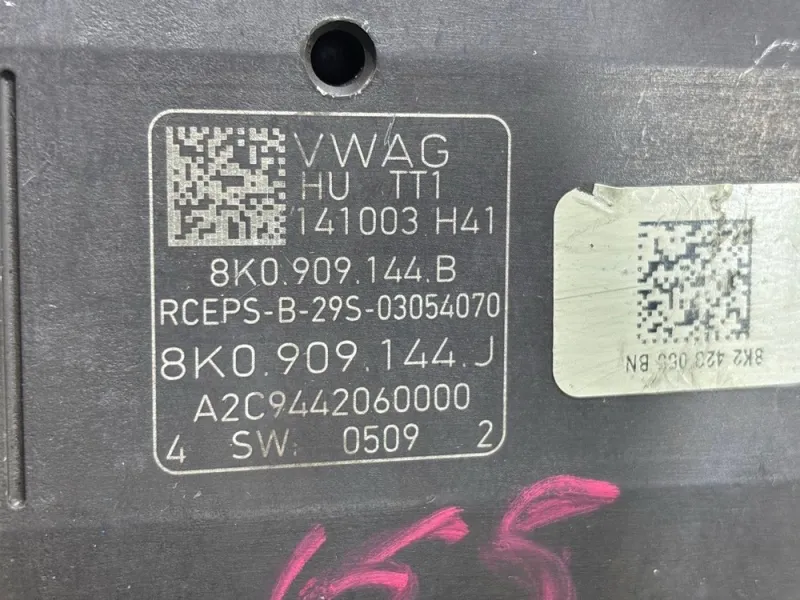 VWAG
HU TT1
141003 H41
8K0.909.144.B
RCEPS-B-29S-03054070
8K0.909.144.J
A2C9442060000
4 SW: 0509 2
8K2 423 055 BN